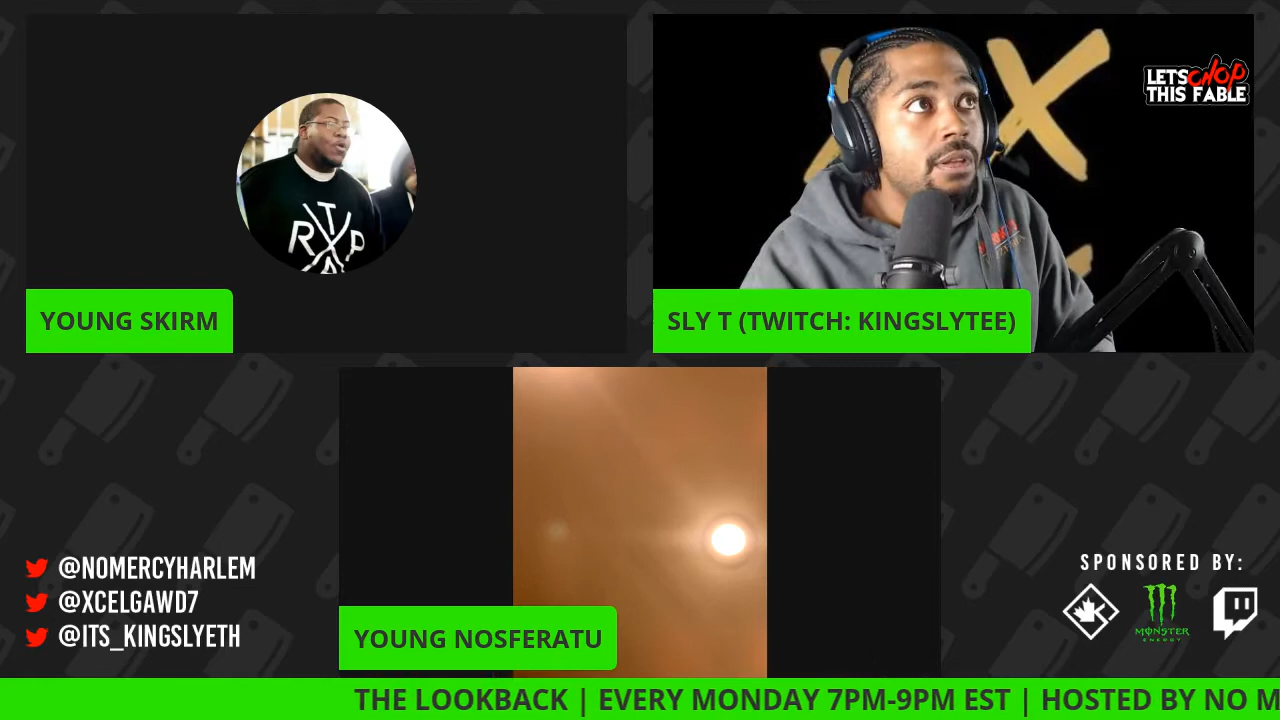 LETS CHOP
THIS FABLE
YOUNG SKIRM
SLY T (TWITCH: KINGSLYTEE)
@NOMERCYHARLEM
@XCELGAWD7
@ITS_KINGSLYETH
YOUNG NOSFERATU
SPONSORED BY:
MONSTER
ENERGY
THE LOOKBACK | EVERY MONDAY 7PM-9PM EST | HOSTED BY NO M